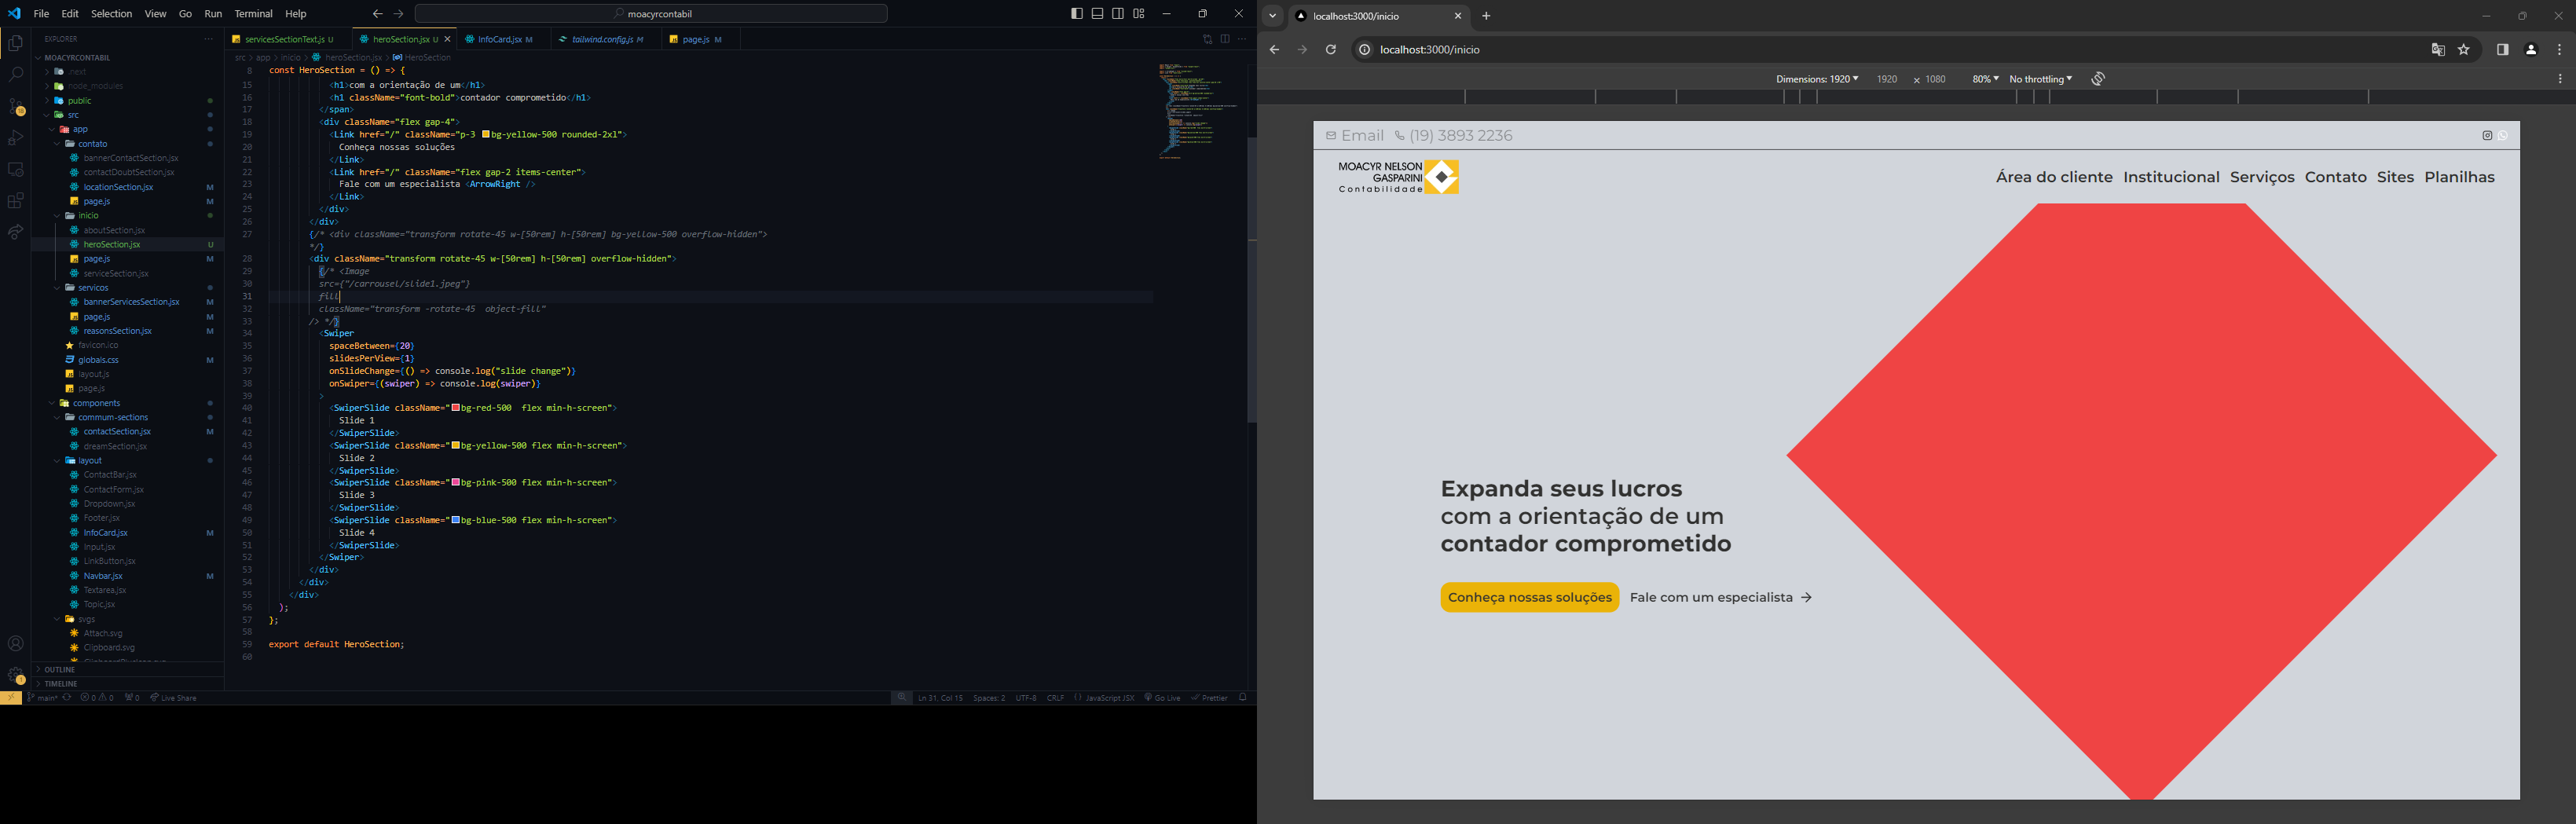 File Edit Selection View Go Run Terminal Help
moacyrcontabil
EXPLORER
MOACYRCONTABIL
.next
node_modules
public
src
app
contato
bannerContactSection.jsx
contactDoubtSection.jsx
locationSection.jsx M
page.js M
inicio
aboutSection.jsx
heroSection.jsx U
page.js M
serviceSection.jsx
servicos
bannerServicesSection.jsx M
page.js M
reasonsSection.jsx M
favicon.ico
globals.css M
layout.js
page.js
components
commum-sections
contactSection.jsx M
dreamSection.jsx
layout
ContactBar.jsx
ContactForm.jsx
Dropdown.jsx
Footer.jsx
InfoCard.jsx M
Input.jsx
LinkButton.jsx
Navbar.jsx M
Textarea.jsx
Topic.jsx
svgs
Attach.svg
Clipboard.svg
OUTLINE
TIMELINE
servicesSectionText.js U heroSection.jsx U InfoCard.jsx M tailwind.config.js M page.js M
src > app > inicio > heroSection.jsx > HeroSection
8 const HeroSection = () => {
15 <h1>com a orientação de um</h1>
16 <h1 className="font-bold">contador comprometido</h1>
17 </span>
18 <div className="flex gap-4">
19 <Link href="/" className="p-3 bg-yellow-500 rounded-2xl">
20 Conheça nossas soluções
21 </Link>
22 <Link href="/" className="flex gap-2 items-center">
23 Fale com um especialista <ArrowRight />
24 </Link>
25 </div>
26 </div>
27 {/* <div className="transform rotate-45 w-[50rem] h-[50rem] bg-yellow-500 overflow-hidden">
*/}
28 <div className="transform rotate-45 w-[50rem] h-[50rem] overflow-hidden">
29 {/* <Image
30 src={"/carrousel/slide1.jpeg"}
31 fill
32 className="transform -rotate-45 object-fill"
33 /> */}
34 <Swiper
35 spaceBetween={20}
36 slidesPerView={1}
37 onSlideChange={() => console.log("slide change")}
38 onSwiper={(swiper) => console.log(swiper)}
39 >
40 <SwiperSlide className="bg-red-500 flex min-h-screen">
41 Slide 1
42 </SwiperSlide>
43 <SwiperSlide className="bg-yellow-500 flex min-h-screen">
44 Slide 2
45 </SwiperSlide>
46 <SwiperSlide className="bg-pink-500 flex min-h-screen">
47 Slide 3
48 </SwiperSlide>
49 <SwiperSlide className="bg-blue-500 flex min-h-screen">
50 Slide 4
51 </SwiperSlide>
52 </Swiper>
53 </div>
54 </div>
55 </div>
56 );
57 };
58
59 export default HeroSection;
60
main* 0 0 0 Live Share
Ln 31, Col 15 Spaces: 2 UTF-8 CRLF {} JavaScript JSX Go Live Prettier
localhost:3000/inicio
localhost:3000/inicio
Dimensions: 1920 1920 × 1080 80% No throttling
Email (19) 3893 2236
MOACYR NELSON
GASPARINI
Contabilidade
Área do cliente Institucional Serviços Contato Sites Planilhas
Expanda seus lucros
com a orientação de um
contador comprometido
Conheça nossas soluções Fale com um especialista →